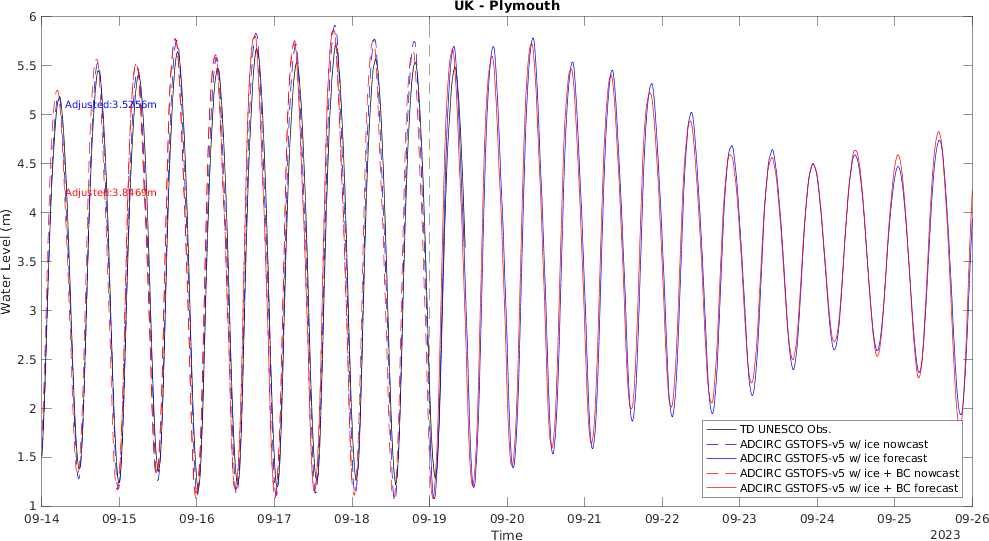 UK - Plymouth
6
5.5
5
4.5
4
3.5
3
2.5
2
1.5
1
Water Level (m)
Adjusted:3.5256m
Adjusted:3.8469m
TD UNESCO Obs.
ADCIRC GSTOFS-v5 w/ ice nowcast
ADCIRC GSTOFS-v5 w/ ice forecast
ADCIRC GSTOFS-v5 w/ ice + BC nowcast
ADCIRC GSTOFS-v5 w/ ice + BC forecast
09-14 09-15 09-16 09-17 09-18 09-19 09-20 09-21 09-22 09-23 09-24 09-25 09-26
Time
2023